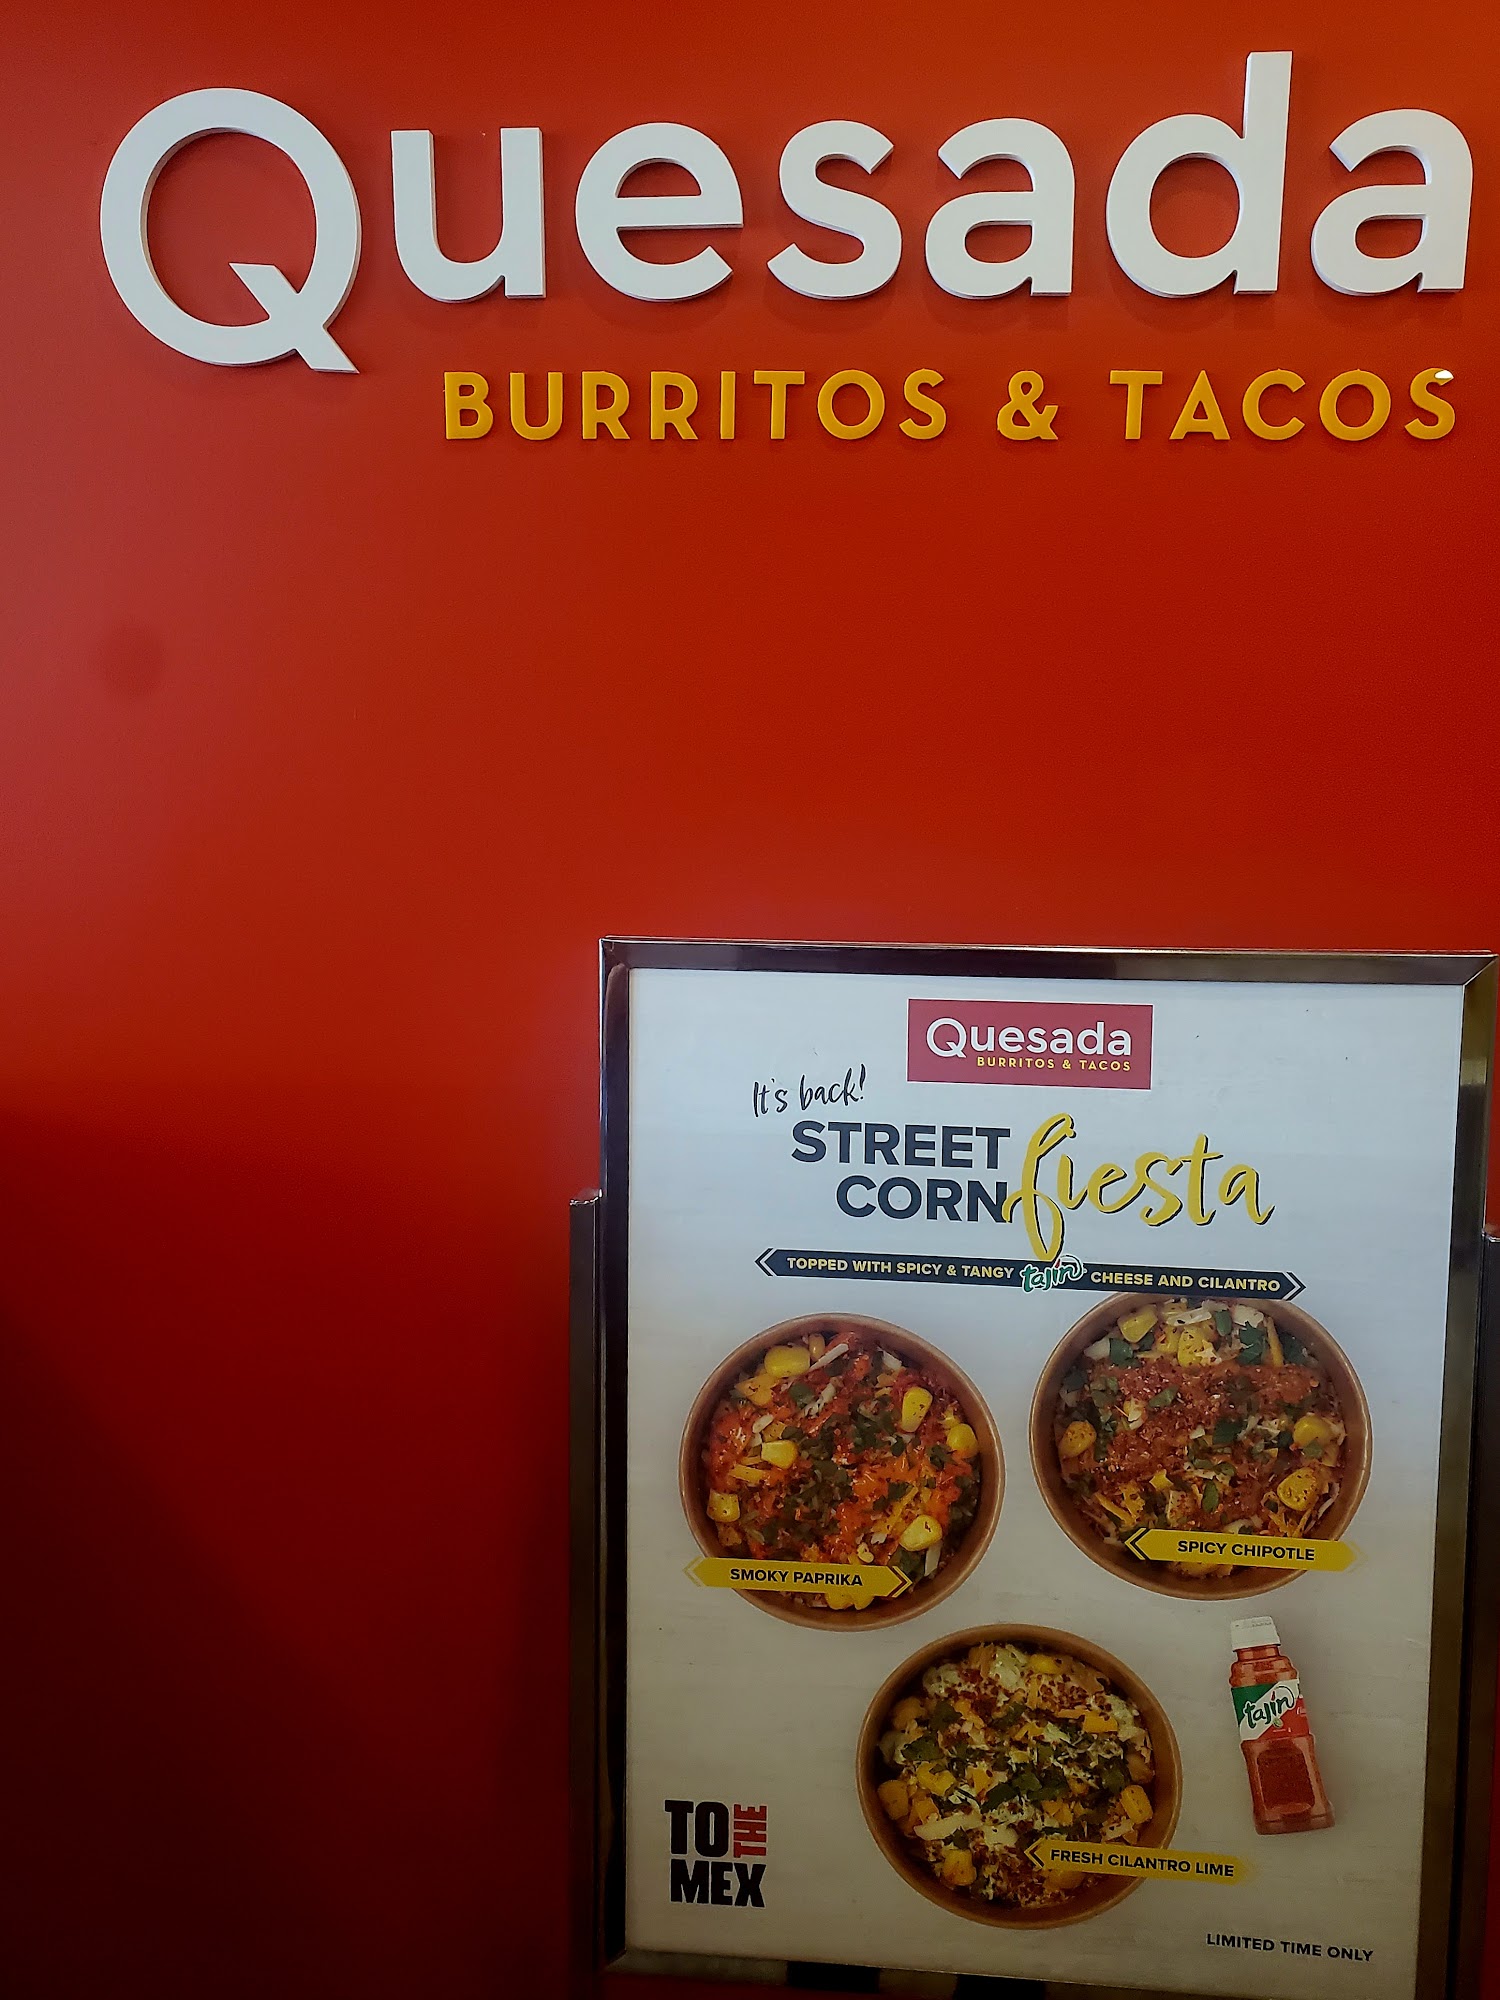 Quesada
BURRITOS & TACOS
Quesada
BURRITOS & TACOS
It's back!
STREET
CORN fiesta
TOPPED WITH SPICY & TANGY Tajín CHEESE AND CILANTRO
SMOKY PAPRIKA
SPICY CHIPOTLE
Tajín
FRESH CILANTRO LIME
TO THE
MEX
LIMITED TIME ONLY